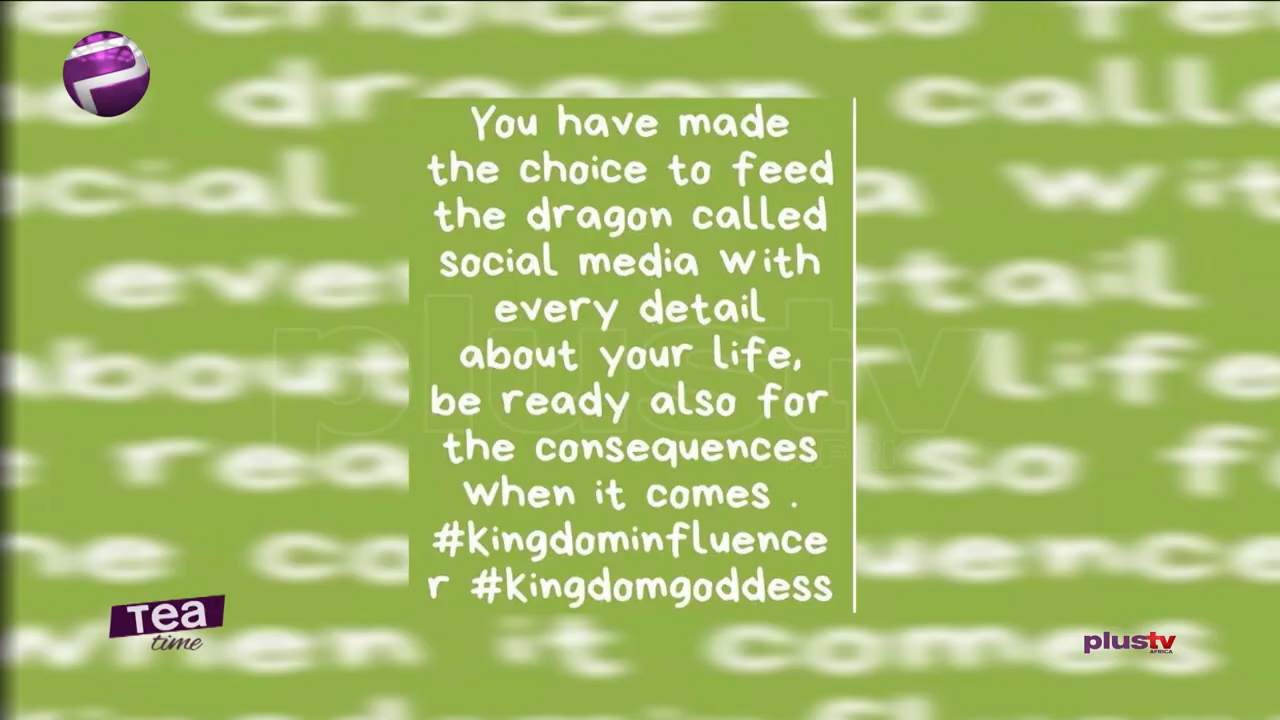 You have made
the choice to feed
the dragon called
social media with
every detail
about your life,
be ready also for
the consequences
when it comes .
#kingdominfluence
r #kingdomgoddess
Tea
time
plustv
AFRICA
plustv